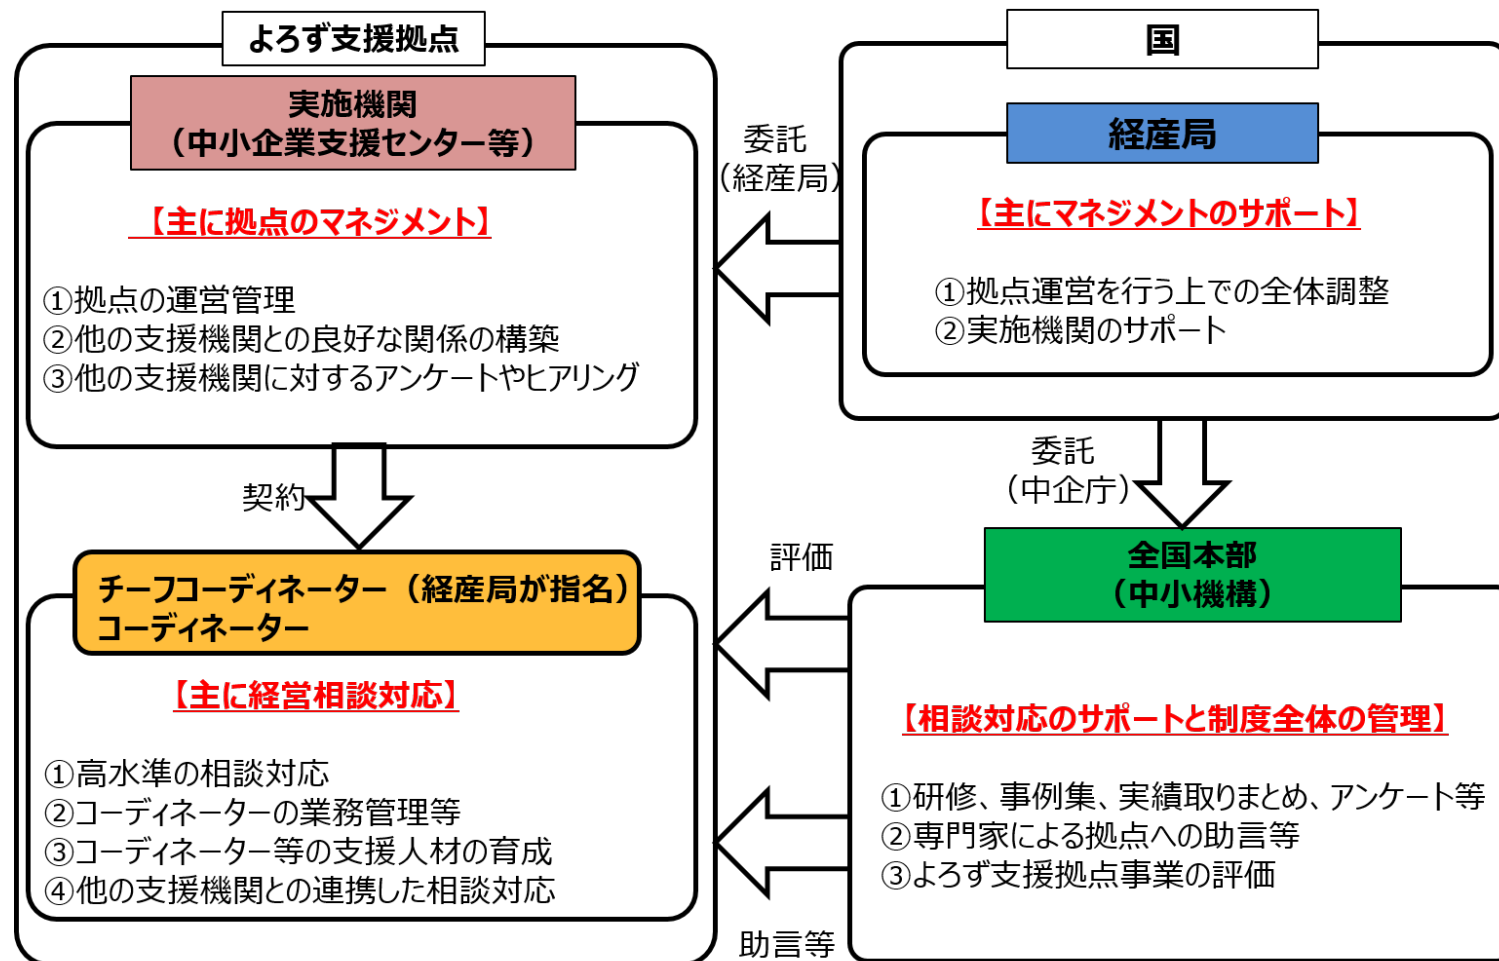 よろず支援拠点
実施機関
（中小企業支援センター等）
【主に拠点のマネジメント】
①拠点の運営管理
②他の支援機関との良好な関係の構築
③他の支援機関に対するアンケートやヒアリング
契約
チーフコーディネーター（経産局が指名）
コーディネーター
【主に経営相談対応】
①高水準の相談対応
②コーディネーターの業務管理等
③コーディネーター等の支援人材の育成
④他の支援機関との連携した相談対応
委託
（経産局）
国
経産局
【主にマネジメントのサポート】
①拠点運営を行う上での全体調整
②実施機関のサポート
委託
（中企庁）
評価
助言等
全国本部
（中小機構）
【相談対応のサポートと制度全体の管理】
①研修、事例集、実績取りまとめ、アンケート等
②専門家による拠点への助言等
③よろず支援拠点事業の評価